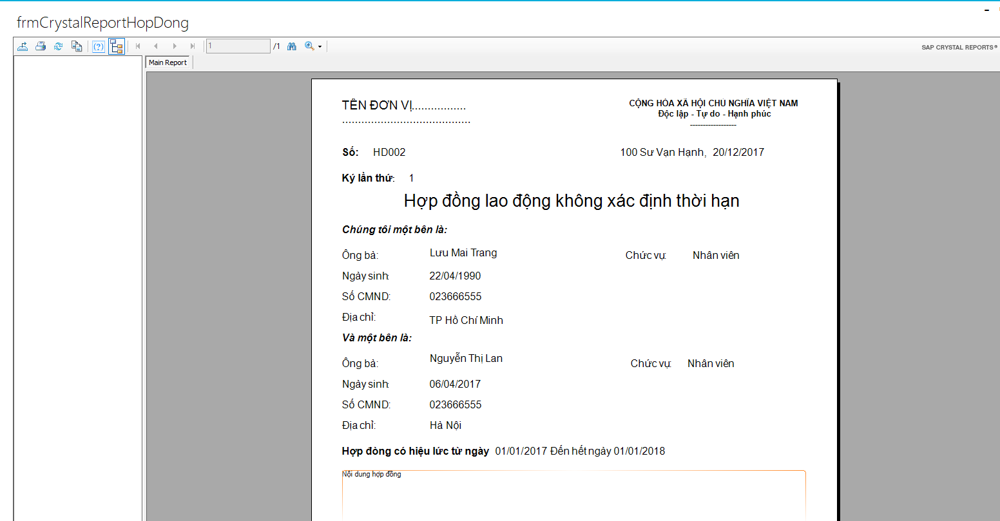 frmCrystalReportHopDong
1 /1
SAP CRYSTAL REPORTS®
Main Report
TÊN ĐƠN VỊ................. CỘNG HÒA XÃ HỘI CHỦ NGHĨA VIỆT NAM
........................................ Độc lập - Tự do - Hạnh phúc
------------------
Số: HD002 100 Sư Vạn Hạnh, 20/12/2017
Ký lần thứ: 1
Hợp đồng lao động không xác định thời hạn
Chúng tôi một bên là:
Ông bà: Lưu Mai Trang Chức vụ: Nhân viên
Ngày sinh: 22/04/1990
Số CMND: 023666555
Địa chỉ: TP Hồ Chí Minh
Và một bên là:
Ông bà: Nguyễn Thị Lan Chức vụ: Nhân viên
Ngày sinh: 06/04/2017
Số CMND: 023666555
Địa chỉ: Hà Nội
Hợp đòng có hiệu lức từ ngày 01/01/2017 Đến hết ngày 01/01/2018
Nội dung hợp đồng